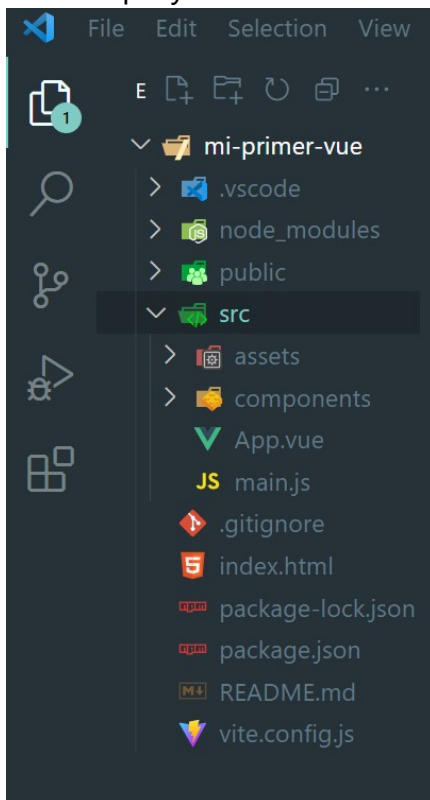 File Edit Selection View
E
1
mi-primer-vue
.vscode
node_modules
public
src
assets
components
App.vue
JS main.js
.gitignore
index.html
package-lock.json
package.json
README.md
vite.config.js